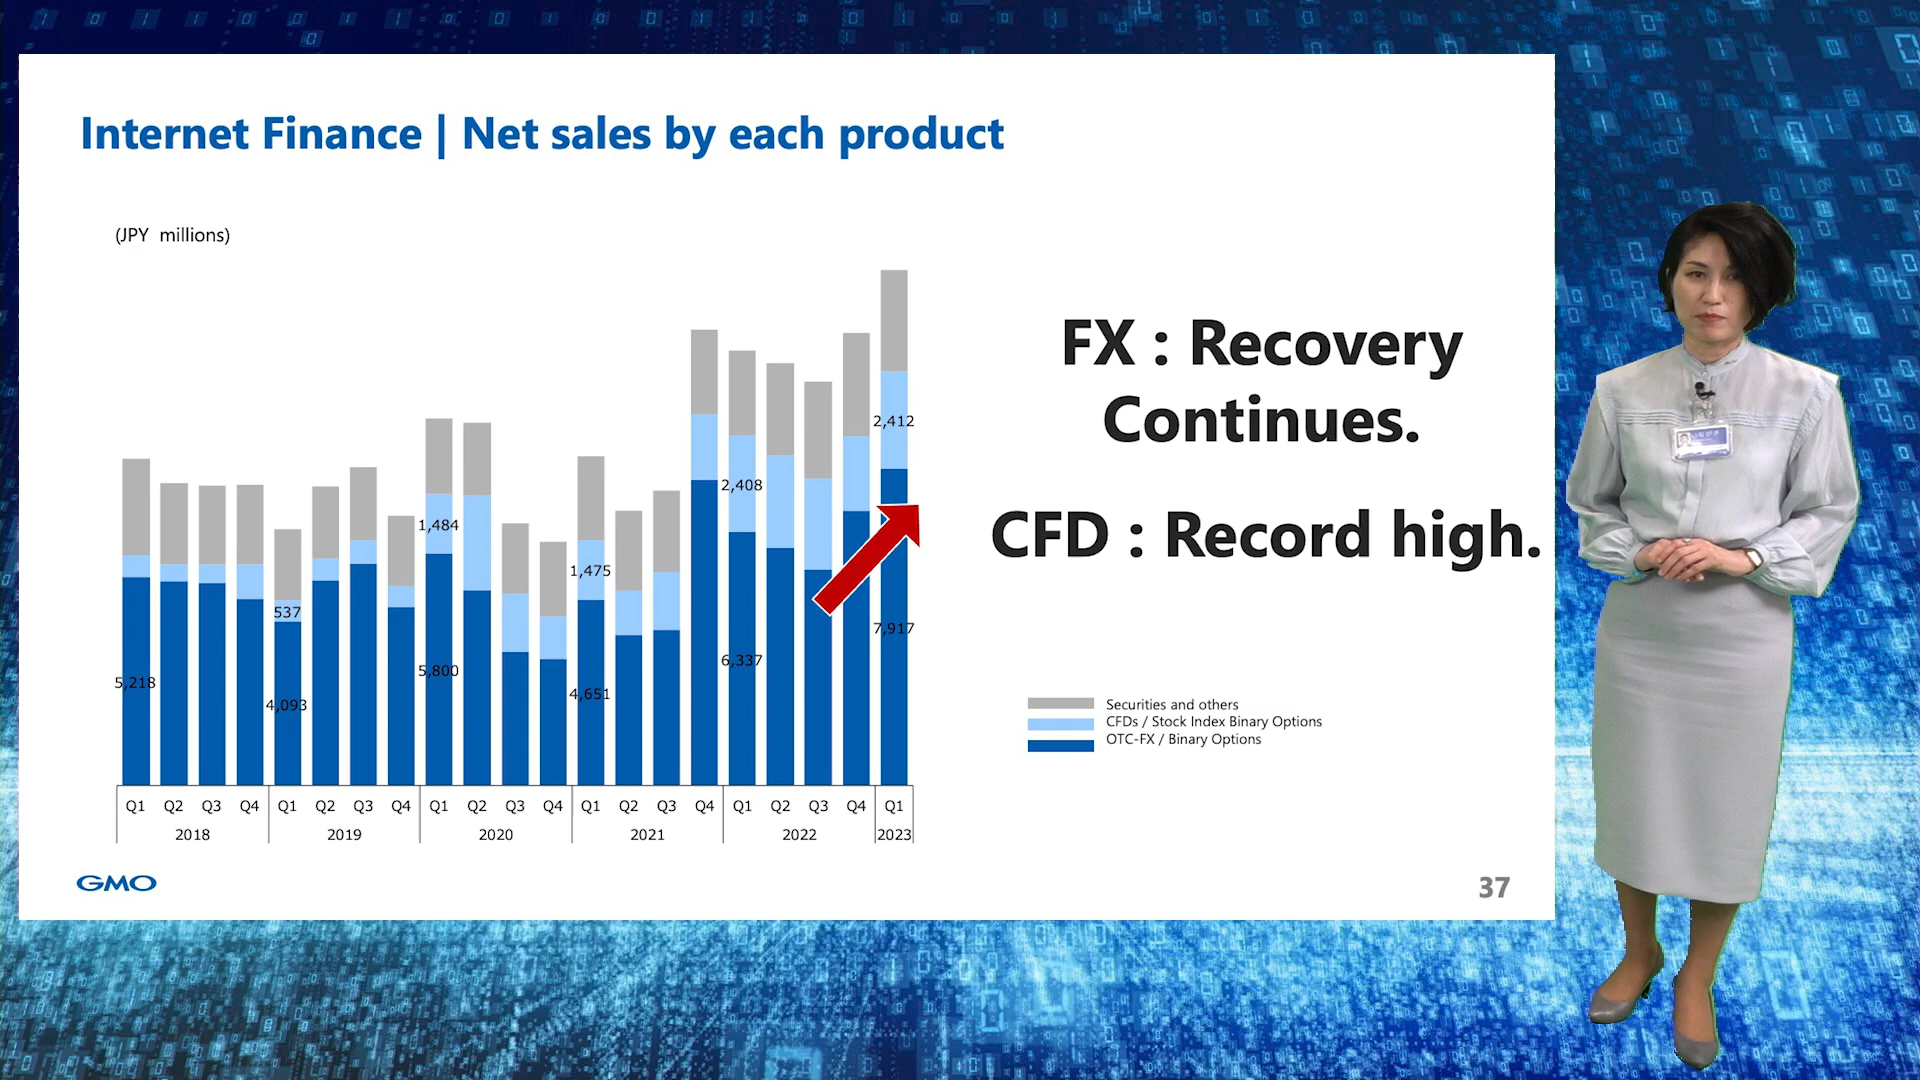 Internet Finance | Net sales by each product
(JPY millions)
FX : Recovery
Continues.
CFD : Record high.
2,412
2,408
1,484
1,475
537
7,917
6,337
5,800
5,218
4,651
4,093
Securities and others
CFDs / Stock Index Binary Options
OTC-FX / Binary Options
Q1 Q2 Q3 Q4 Q1 Q2 Q3 Q4 Q1 Q2 Q3 Q4 Q1 Q2 Q3 Q4 Q1 Q2 Q3 Q4 Q1
2018 2019 2020 2021 2022 2023
GMO
37